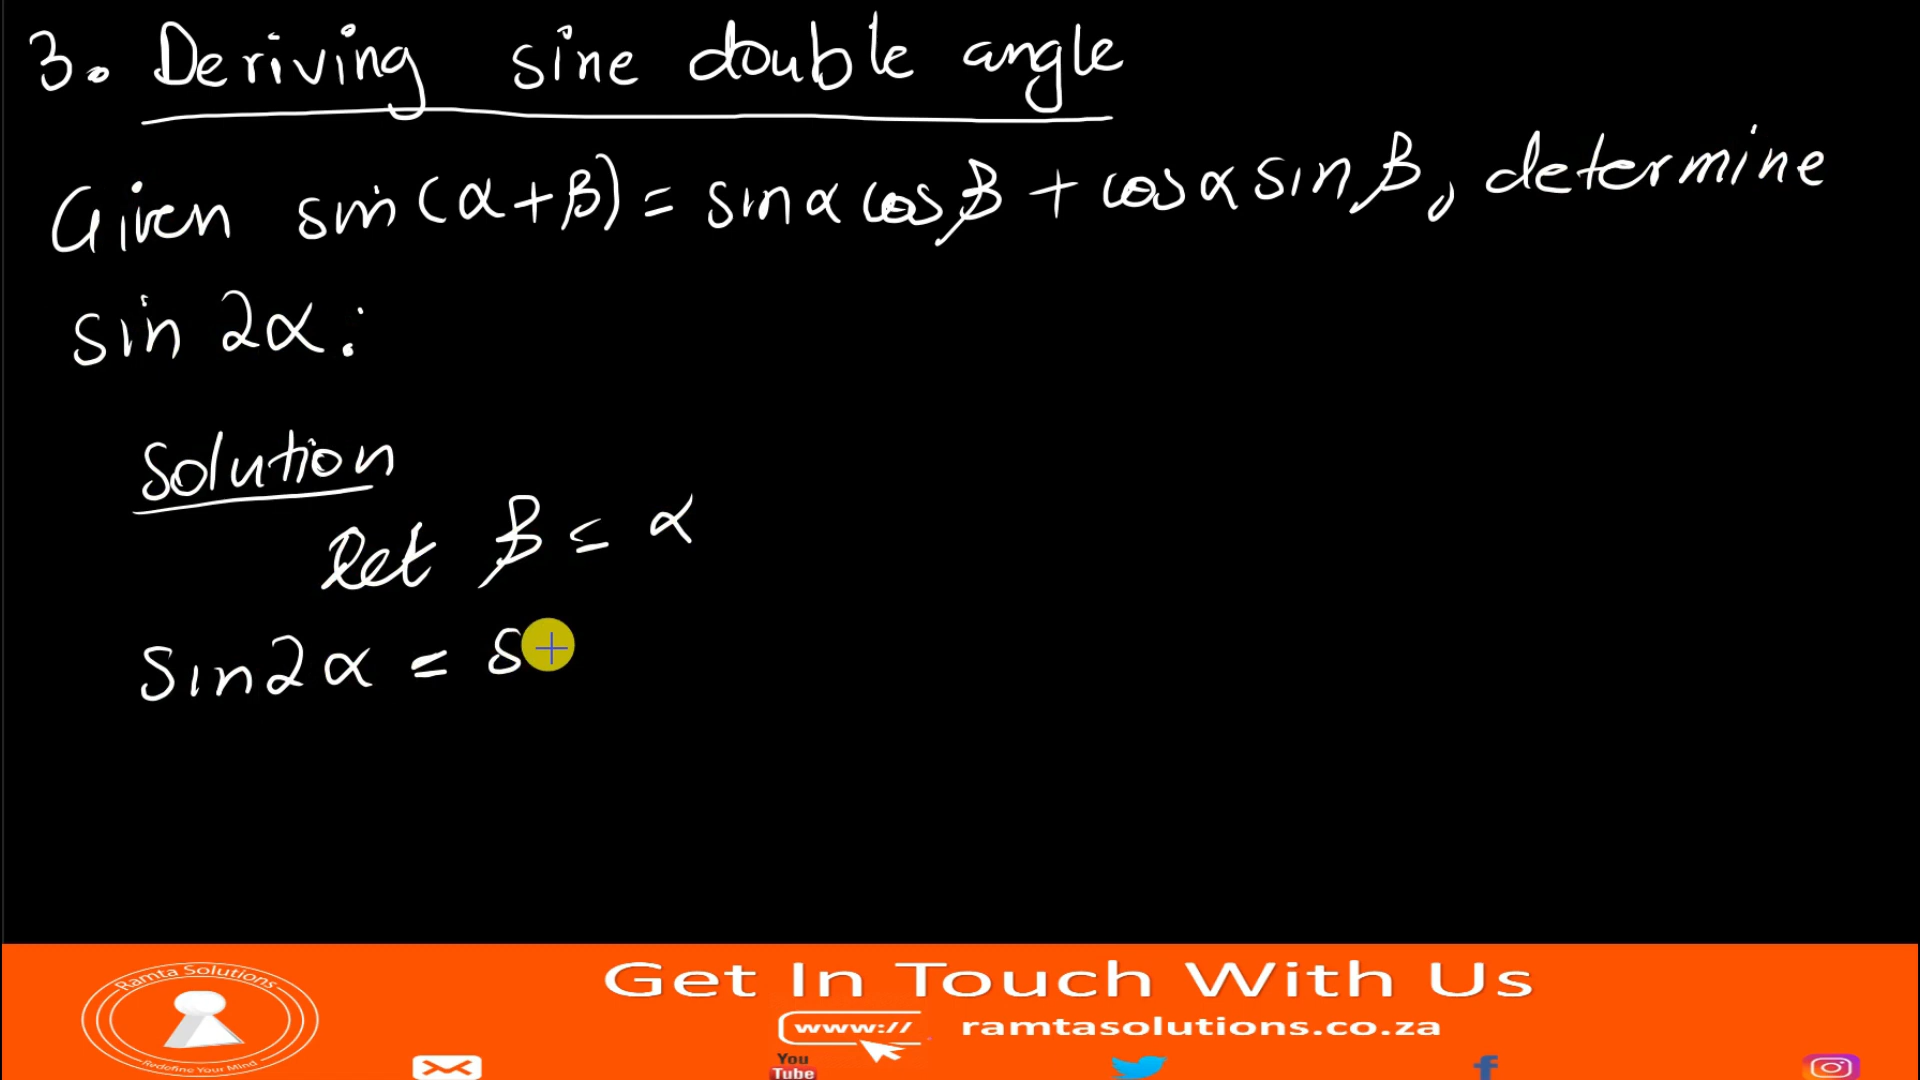 3. Deriving sine double angle
Given sin(α+β) = sinα cosβ + cosα sinβ, determine
sin 2α:
Solution
let β = α
sin2α = s
Ramta Solutions
Redefine Your Mind
Get In Touch With Us
www:// ramtasolutions.co.za
You
Tube